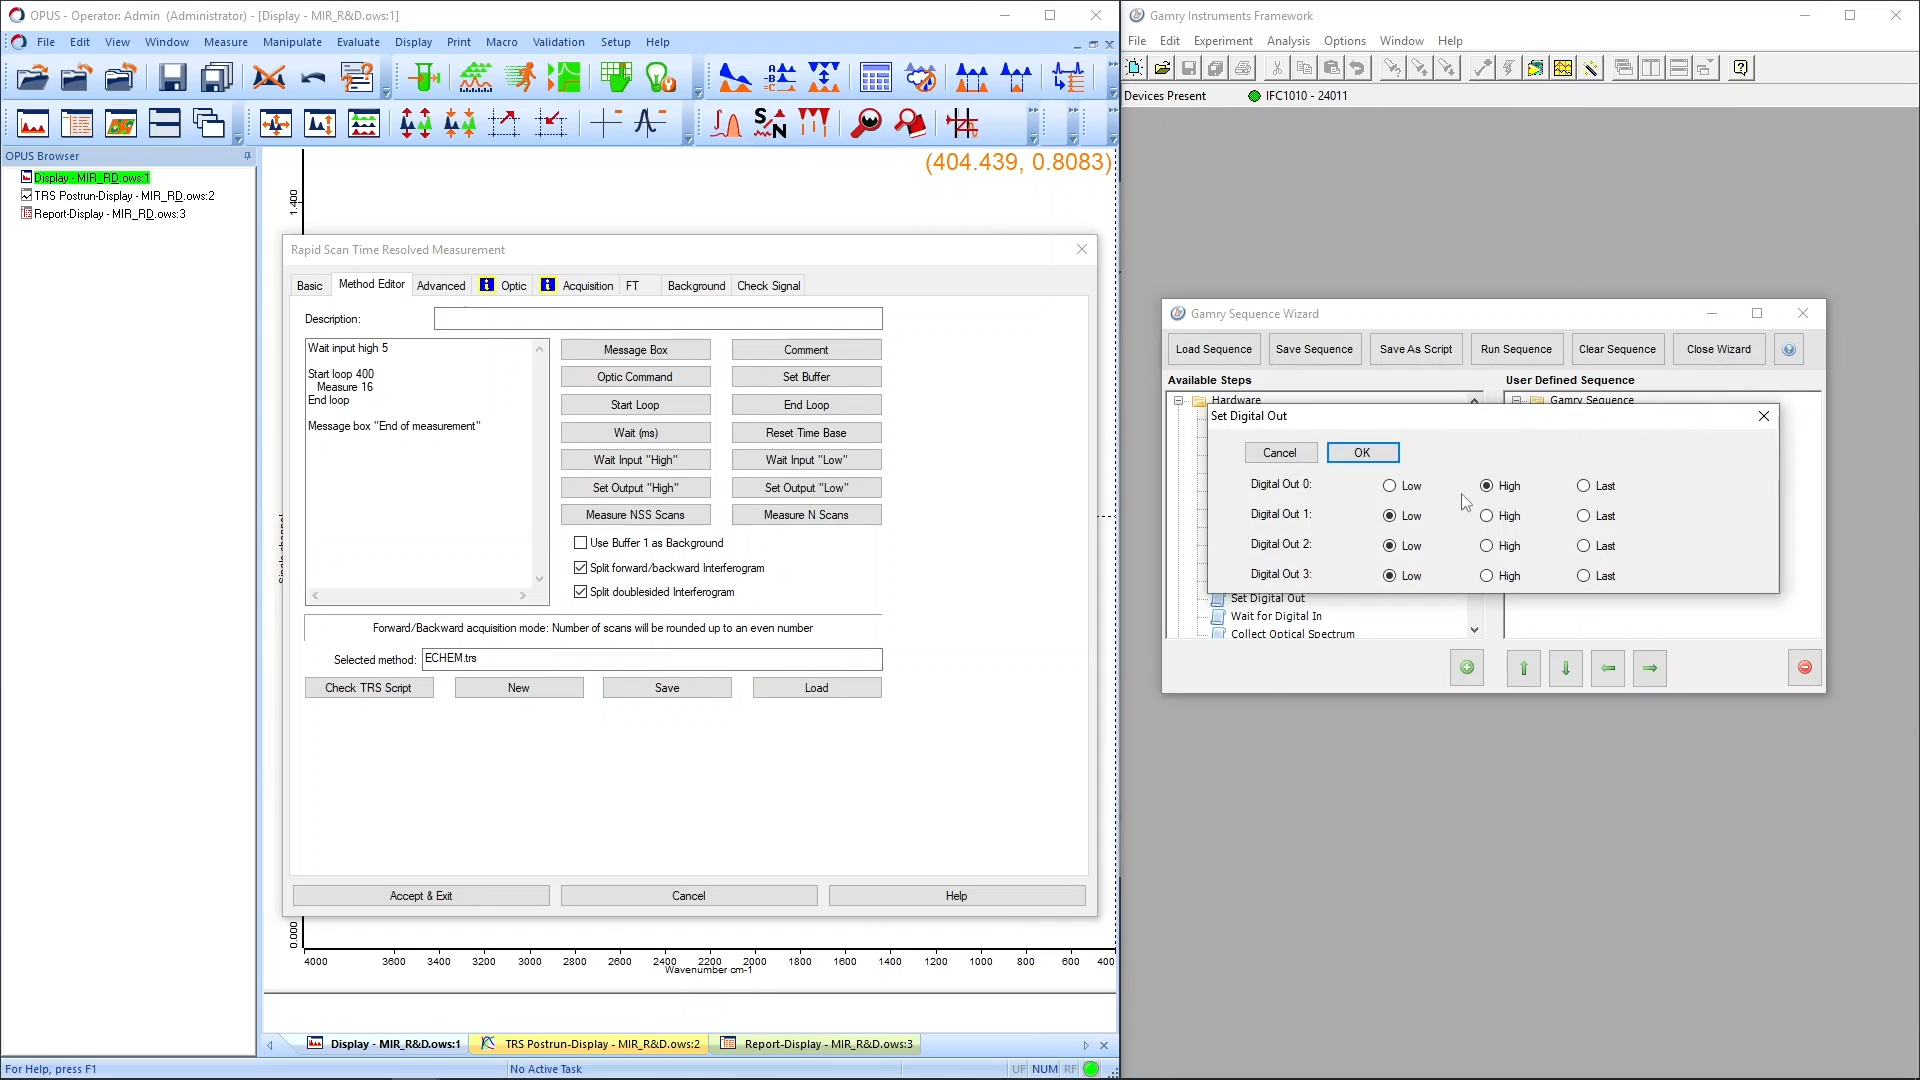 OPUS - Operator: Admin (Administrator) - [Display - MIR_R&D.ows:1]
File Edit View Window Measure Manipulate Evaluate Display Print Macro Validation Setup Help
OPUS Browser
Display - MIR_RD.ows:1
TRS Postrun-Display - MIR_RD.ows:2
Report-Display - MIR_RD.ows:3
(404.439, 0.8083)
1.400
Rapid Scan Time Resolved Measurement
Basic Method Editor Advanced Optic Acquisition FT Background Check Signal
Description:
Wait input high 5
Start loop 400
Measure 16
End loop
Message box "End of measurement"
Message Box Comment
Optic Command Set Buffer
Start Loop End Loop
Wait (ms) Reset Time Base
Wait Input "High" Wait Input "Low"
Set Output "High" Set Output "Low"
Measure NSS Scans Measure N Scans
Use Buffer 1 as Background
Split forward/backward Interferogram
Split doublesided Interferogram
Forward/Backward acquisition mode: Number of scans will be rounded up to an even number
Selected method: ECHEM.trs
Check TRS Script New Save Load
Accept & Exit Cancel Help
0.000
4000 3600 3400 3200 2800 2600 2400 2200 2000 1800 1600 1400 1200 1000 800 600 400
Wavenumber cm-1
Display - MIR_R&D.ows:1 TRS Postrun-Display - MIR_R&D.ows:2 Report-Display - MIR_R&D.ows:3
For Help, press F1 No Active Task UF NUM RF
Gamry Instruments Framework
File Edit Experiment Analysis Options Window Help
Devices Present IFC1010 - 24011
Gamry Sequence Wizard
Load Sequence Save Sequence Save As Script Run Sequence Clear Sequence Close Wizard
Available Steps User Defined Sequence
Hardware Gamry Sequence
Set Digital Out
Cancel OK
Digital Out 0: Low High Last
Digital Out 1: Low High Last
Digital Out 2: Low High Last
Digital Out 3: Low High Last
Set Digital Out
Wait for Digital In
Collect Optical Spectrum